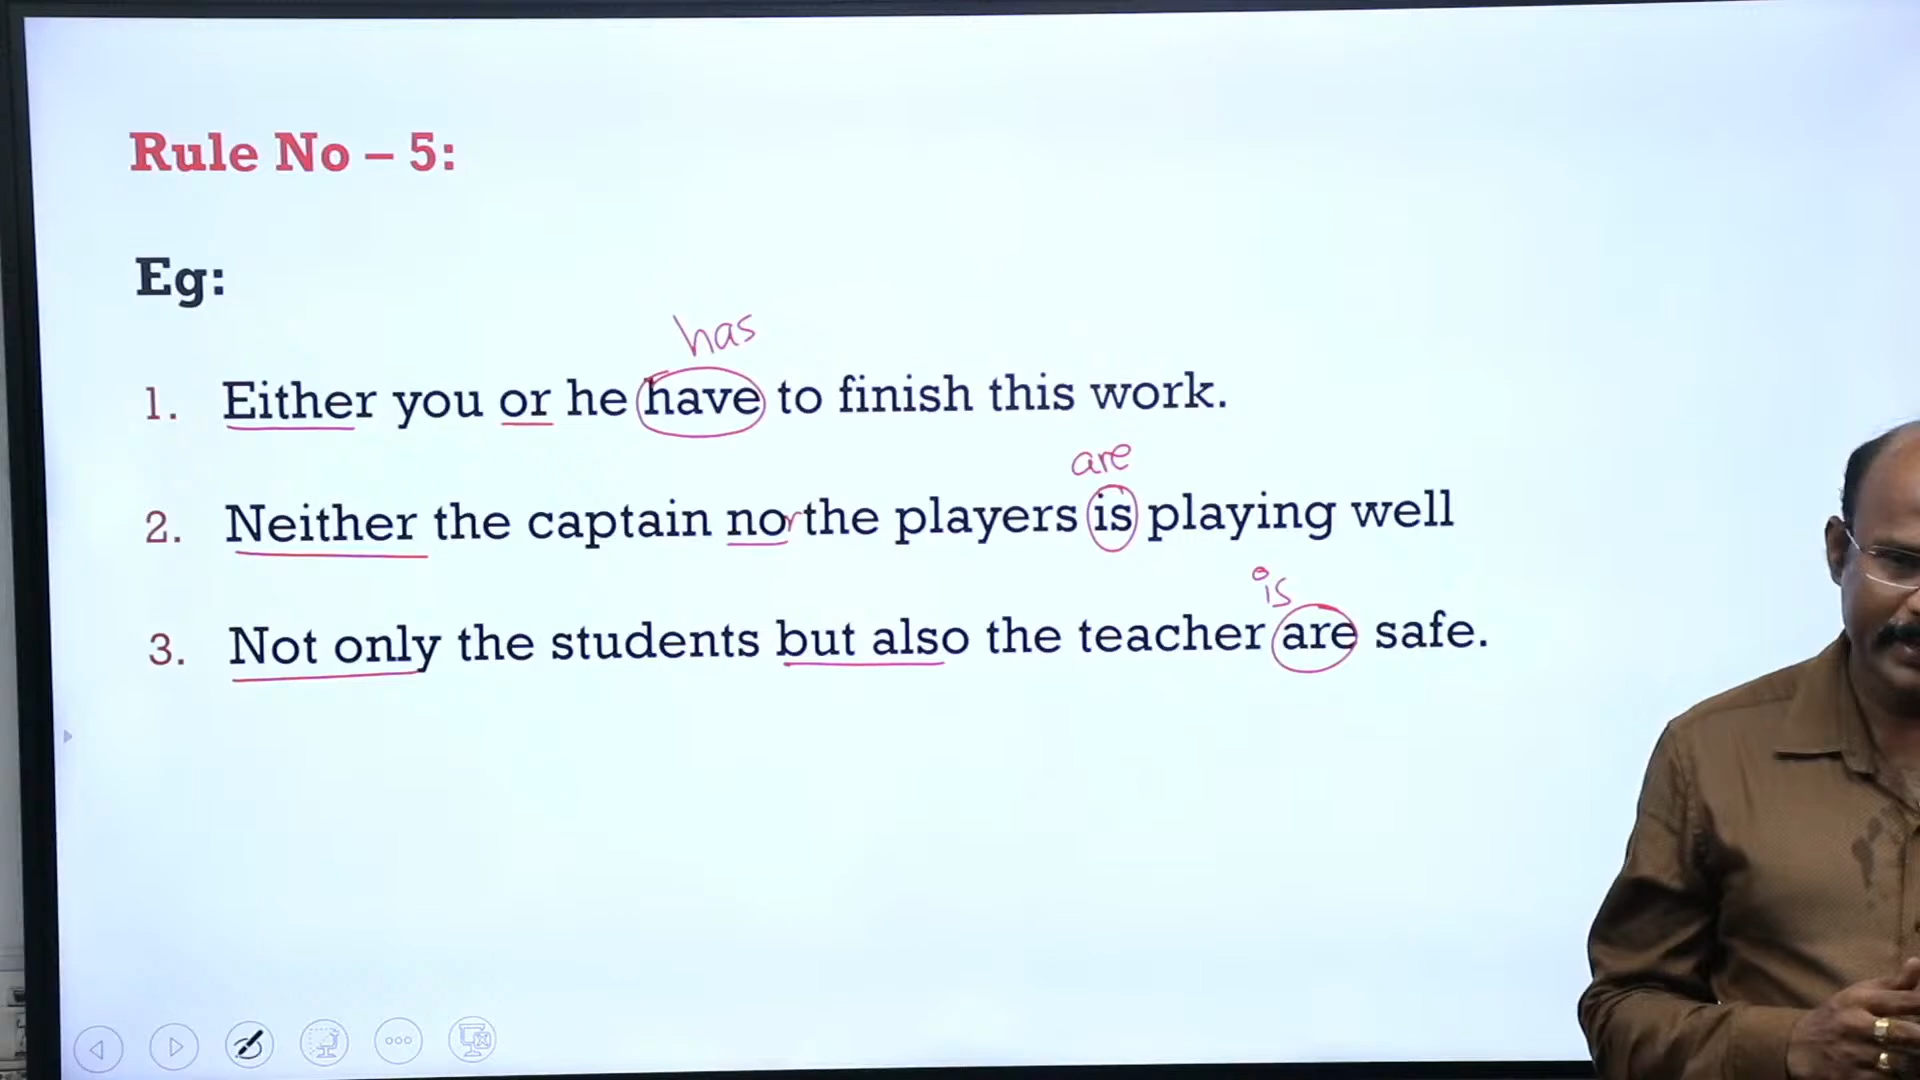 Rule No – 5:
Eg:
has
1. Either you or he have to finish this work.
are
2. Neither the captain nor the players is playing well
is
3. Not only the students but also the teacher are safe.